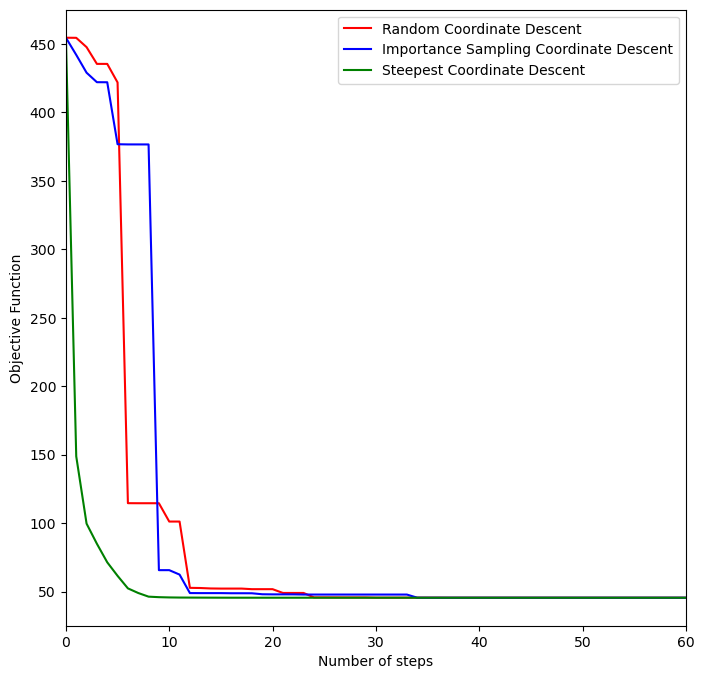 Random Coordinate Descent
Importance Sampling Coordinate Descent
Steepest Coordinate Descent
Objective Function
450
400
350
300
250
200
150
100
50
0 10 20 30 40 50 60
Number of steps